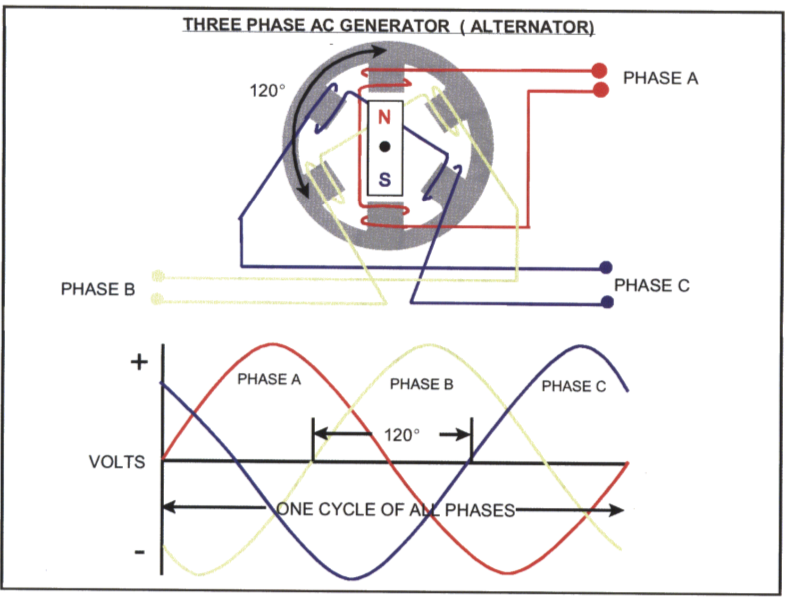 THREE PHASE AC GENERATOR ( ALTERNATOR)
120°
PHASE A
N
S
PHASE B
PHASE C
+
PHASE A
PHASE B
PHASE C
120°
VOLTS
ONE CYCLE OF ALL PHASES
-